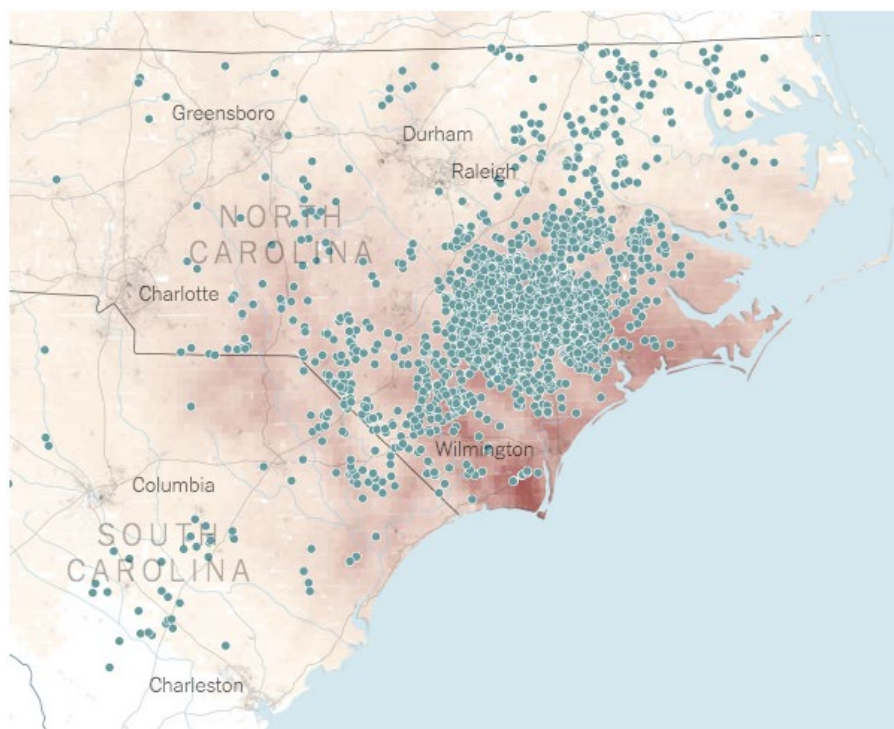 Greensboro
Durham
Raleigh
NORTH
CAROLINA
Charlotte
Wilmington
Columbia
SOUTH
CAROLINA
Charleston